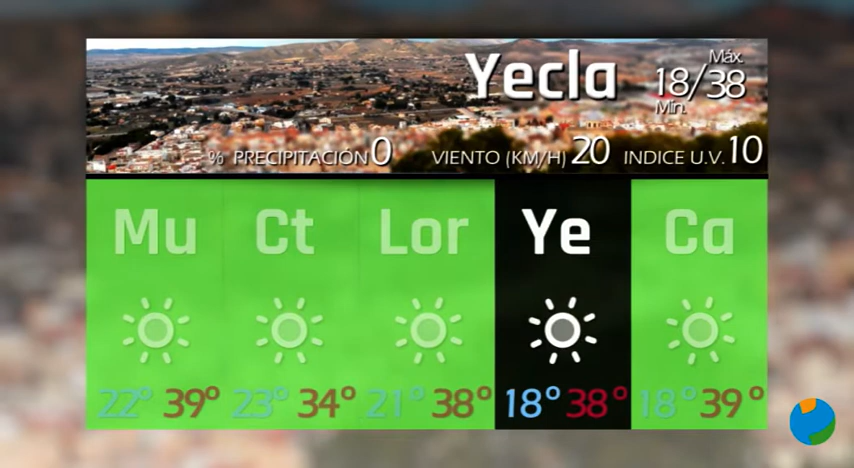 Máx.
Yecla 18/38
Mín.
% PRECIPITACIÓN 0 VIENTO (KM/H) 20 INDICE U.V. 10
Mu Ct Lor Ye Ca
22° 39° 23° 34° 21° 38° 18° 38° 18° 39°